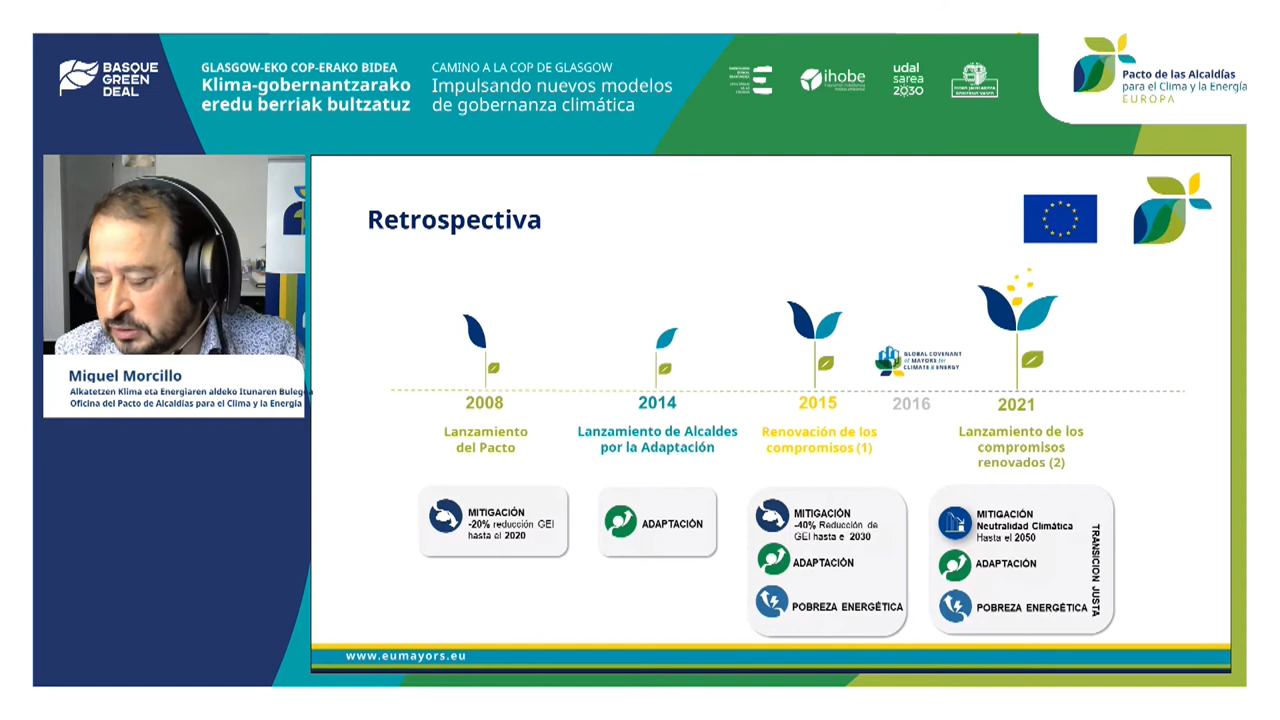 BASQUE
GREEN
DEAL
GLASGOW-EKO COP-ERAKO BIDEA
Klima-gobernantzarako
eredu berriak bultzatuz
CAMINO A LA COP DE GLASGOW
Impulsando nuevos modelos
de gobernanza climática
ihobe
udal
sarea
2030
Pacto de las Alcaldías
para el Clima y la Energía
EUROPA
Miguel Morcillo
Alkatetzen Klima eta Energiaren aldeko Itunaren Bulegoa
Oficina del Pacto de Alcaldías para el Clima y la Energía
Retrospectiva
GLOBAL COVENANT
of MAYORS for
CLIMATE & ENERGY
2008
2014
2015
2016
2021
Lanzamiento
del Pacto
Lanzamiento de Alcaldes
por la Adaptación
Renovación de los
compromisos (1)
Lanzamiento de los
compromisos
renovados (2)
MITIGACIÓN
-20% reducción GEI
hasta el 2020
ADAPTACIÓN
MITIGACIÓN
-40% Reducción de
GEI hasta e 2030
ADAPTACIÓN
POBREZA ENERGÉTICA
MITIGACIÓN
Neutralidad Climática
Hasta el 2050
ADAPTACIÓN
POBREZA ENERGÉTICA
TRANSICION JUSTA
www.eumayors.eu